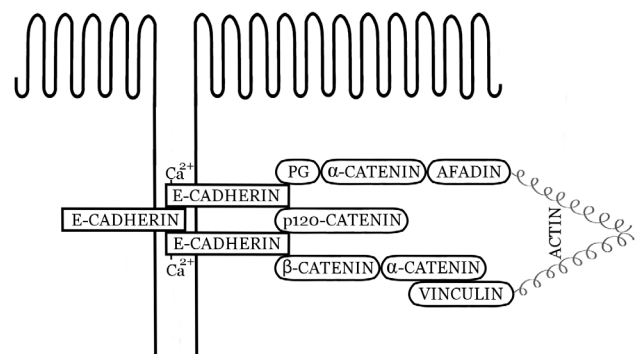 Ca²⁺
PG α-CATENIN AFADIN
E-CADHERIN
E-CADHERIN p120-CATENIN
E-CADHERIN
Ca²⁺
β-CATENIN α-CATENIN
VINCULIN
ACTIN